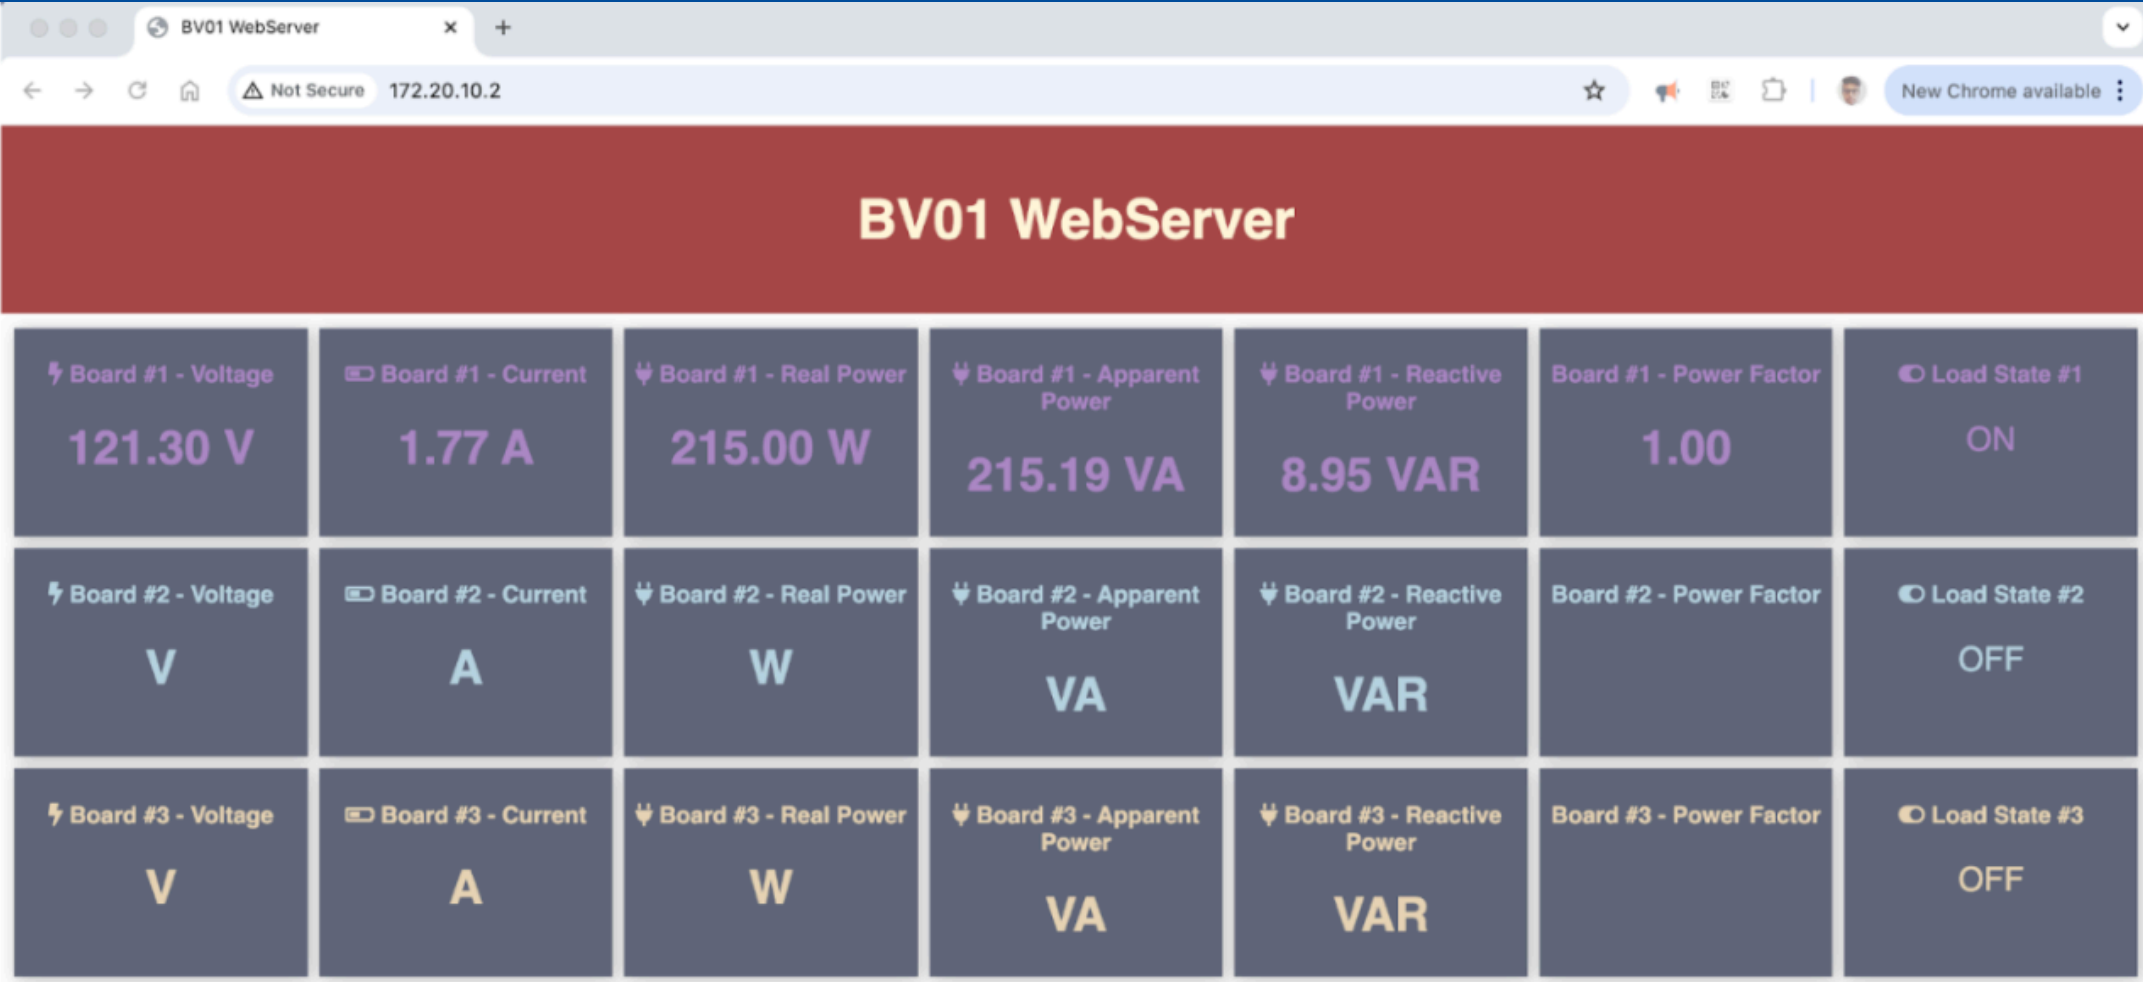 BV01 WebServer
Not Secure
172.20.10.2
New Chrome available
BV01 WebServer
Board #1 - Voltage
121.30 V
Board #1 - Current
1.77 A
Board #1 - Real Power
215.00 W
Board #1 - Apparent
Power
215.19 VA
Board #1 - Reactive
Power
8.95 VAR
Board #1 - Power Factor
1.00
Load State #1
ON
Board #2 - Voltage
V
Board #2 - Current
A
Board #2 - Real Power
W
Board #2 - Apparent
Power
VA
Board #2 - Reactive
Power
VAR
Board #2 - Power Factor
Load State #2
OFF
Board #3 - Voltage
V
Board #3 - Current
A
Board #3 - Real Power
W
Board #3 - Apparent
Power
VA
Board #3 - Reactive
Power
VAR
Board #3 - Power Factor
Load State #3
OFF